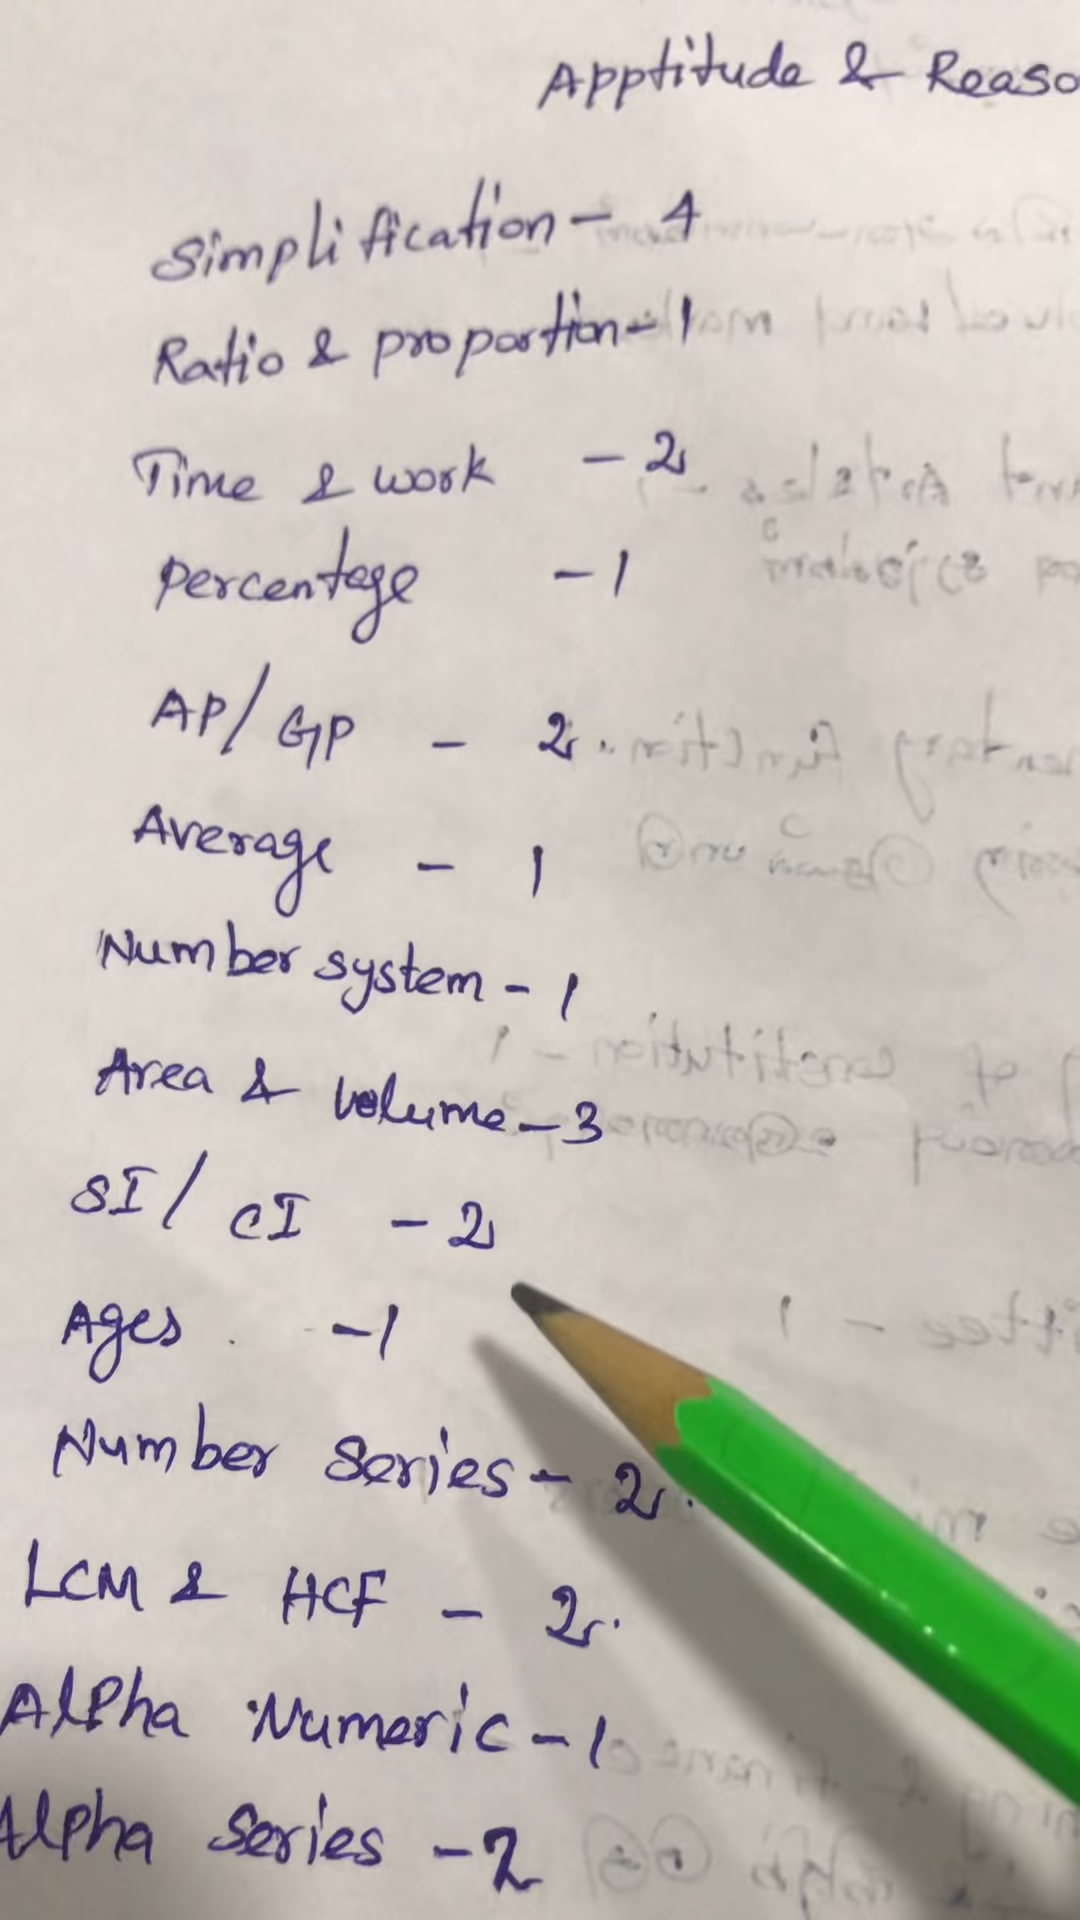 Apptitude & Reaso
Simplification - 4
Ratio & proportion - 1
Time & work - 2
Percentage - 1
AP/GP - 2.
Average - 1
Number system - 1
Area & volume - 3
SI/CI - 2
Ages. - 1
Number Series - 2.
LCM & HCF - 2.
Alpha Numeric - 1
Alpha Series - 2